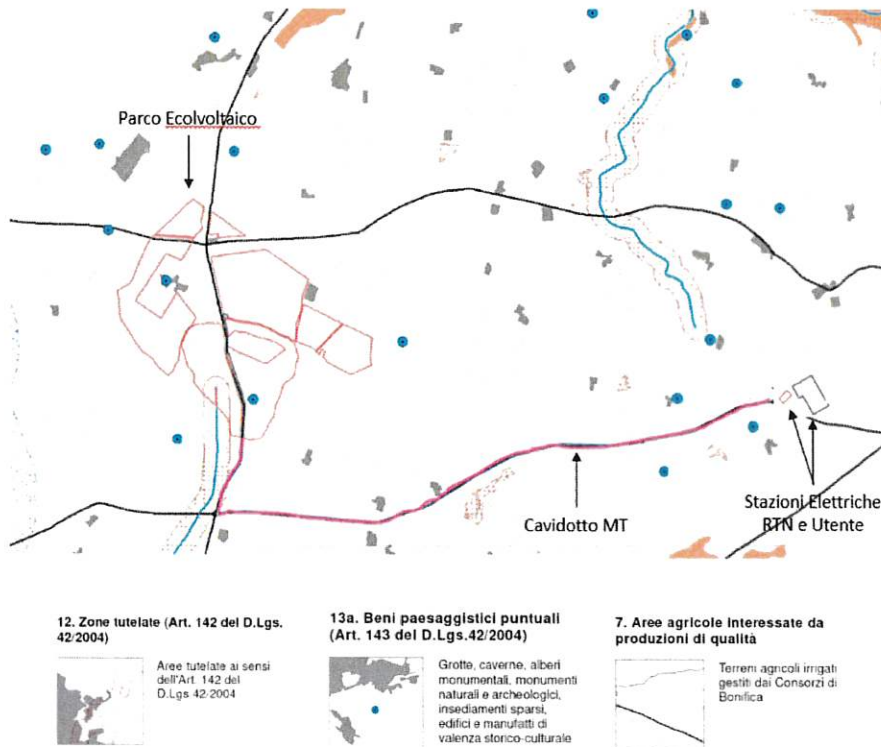 Parco Ecolvoltaico
Cavidotto MT
Stazioni Elettriche
RTN e Utente
12. Zone tutelate (Art. 142 del D.Lgs.
42/2004)
Aree tutelate ai sensi
dell'Art. 142 del
D.Lgs 42/2004
13a. Beni paesaggistici puntuali
(Art. 143 del D.Lgs.42/2004)
Grotte, caverne, alberi
monumentali, monumenti
naturali e archeologici,
insediamenti sparsi,
edifici e manufatti di
valenza storico-culturale
7. Aree agricole interessate da
produzioni di qualità
Terreni agricoli irrigati
gestiti dai Consorzi di
Bonifica